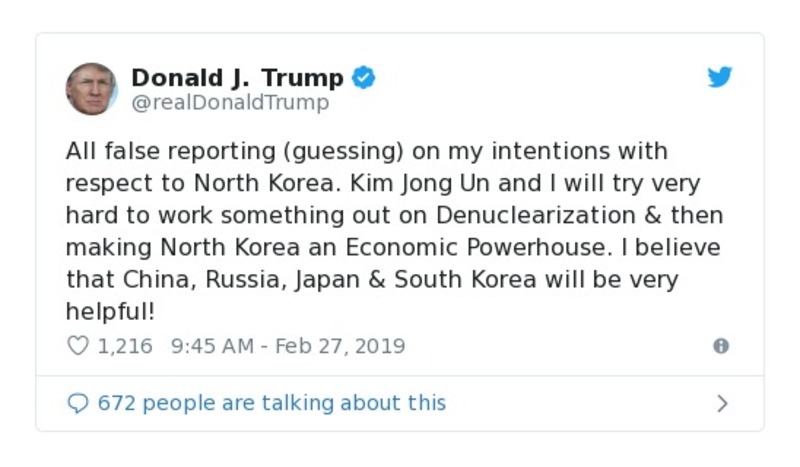 Donald J. Trump
@realDonaldTrump
All false reporting (guessing) on my intentions with
respect to North Korea. Kim Jong Un and I will try very
hard to work something out on Denuclearization & then
making North Korea an Economic Powerhouse. I believe
that China, Russia, Japan & South Korea will be very
helpful!
1,216 9:45 AM - Feb 27, 2019
672 people are talking about this